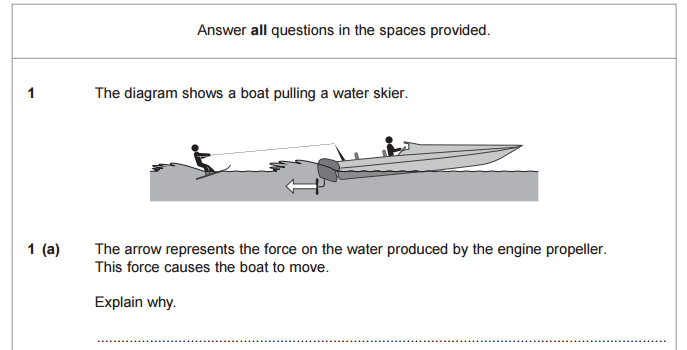 Answer all questions in the spaces provided.
1 The diagram shows a boat pulling a water skier.
1 (a) The arrow represents the force on the water produced by the engine propeller.
This force causes the boat to move.
Explain why.